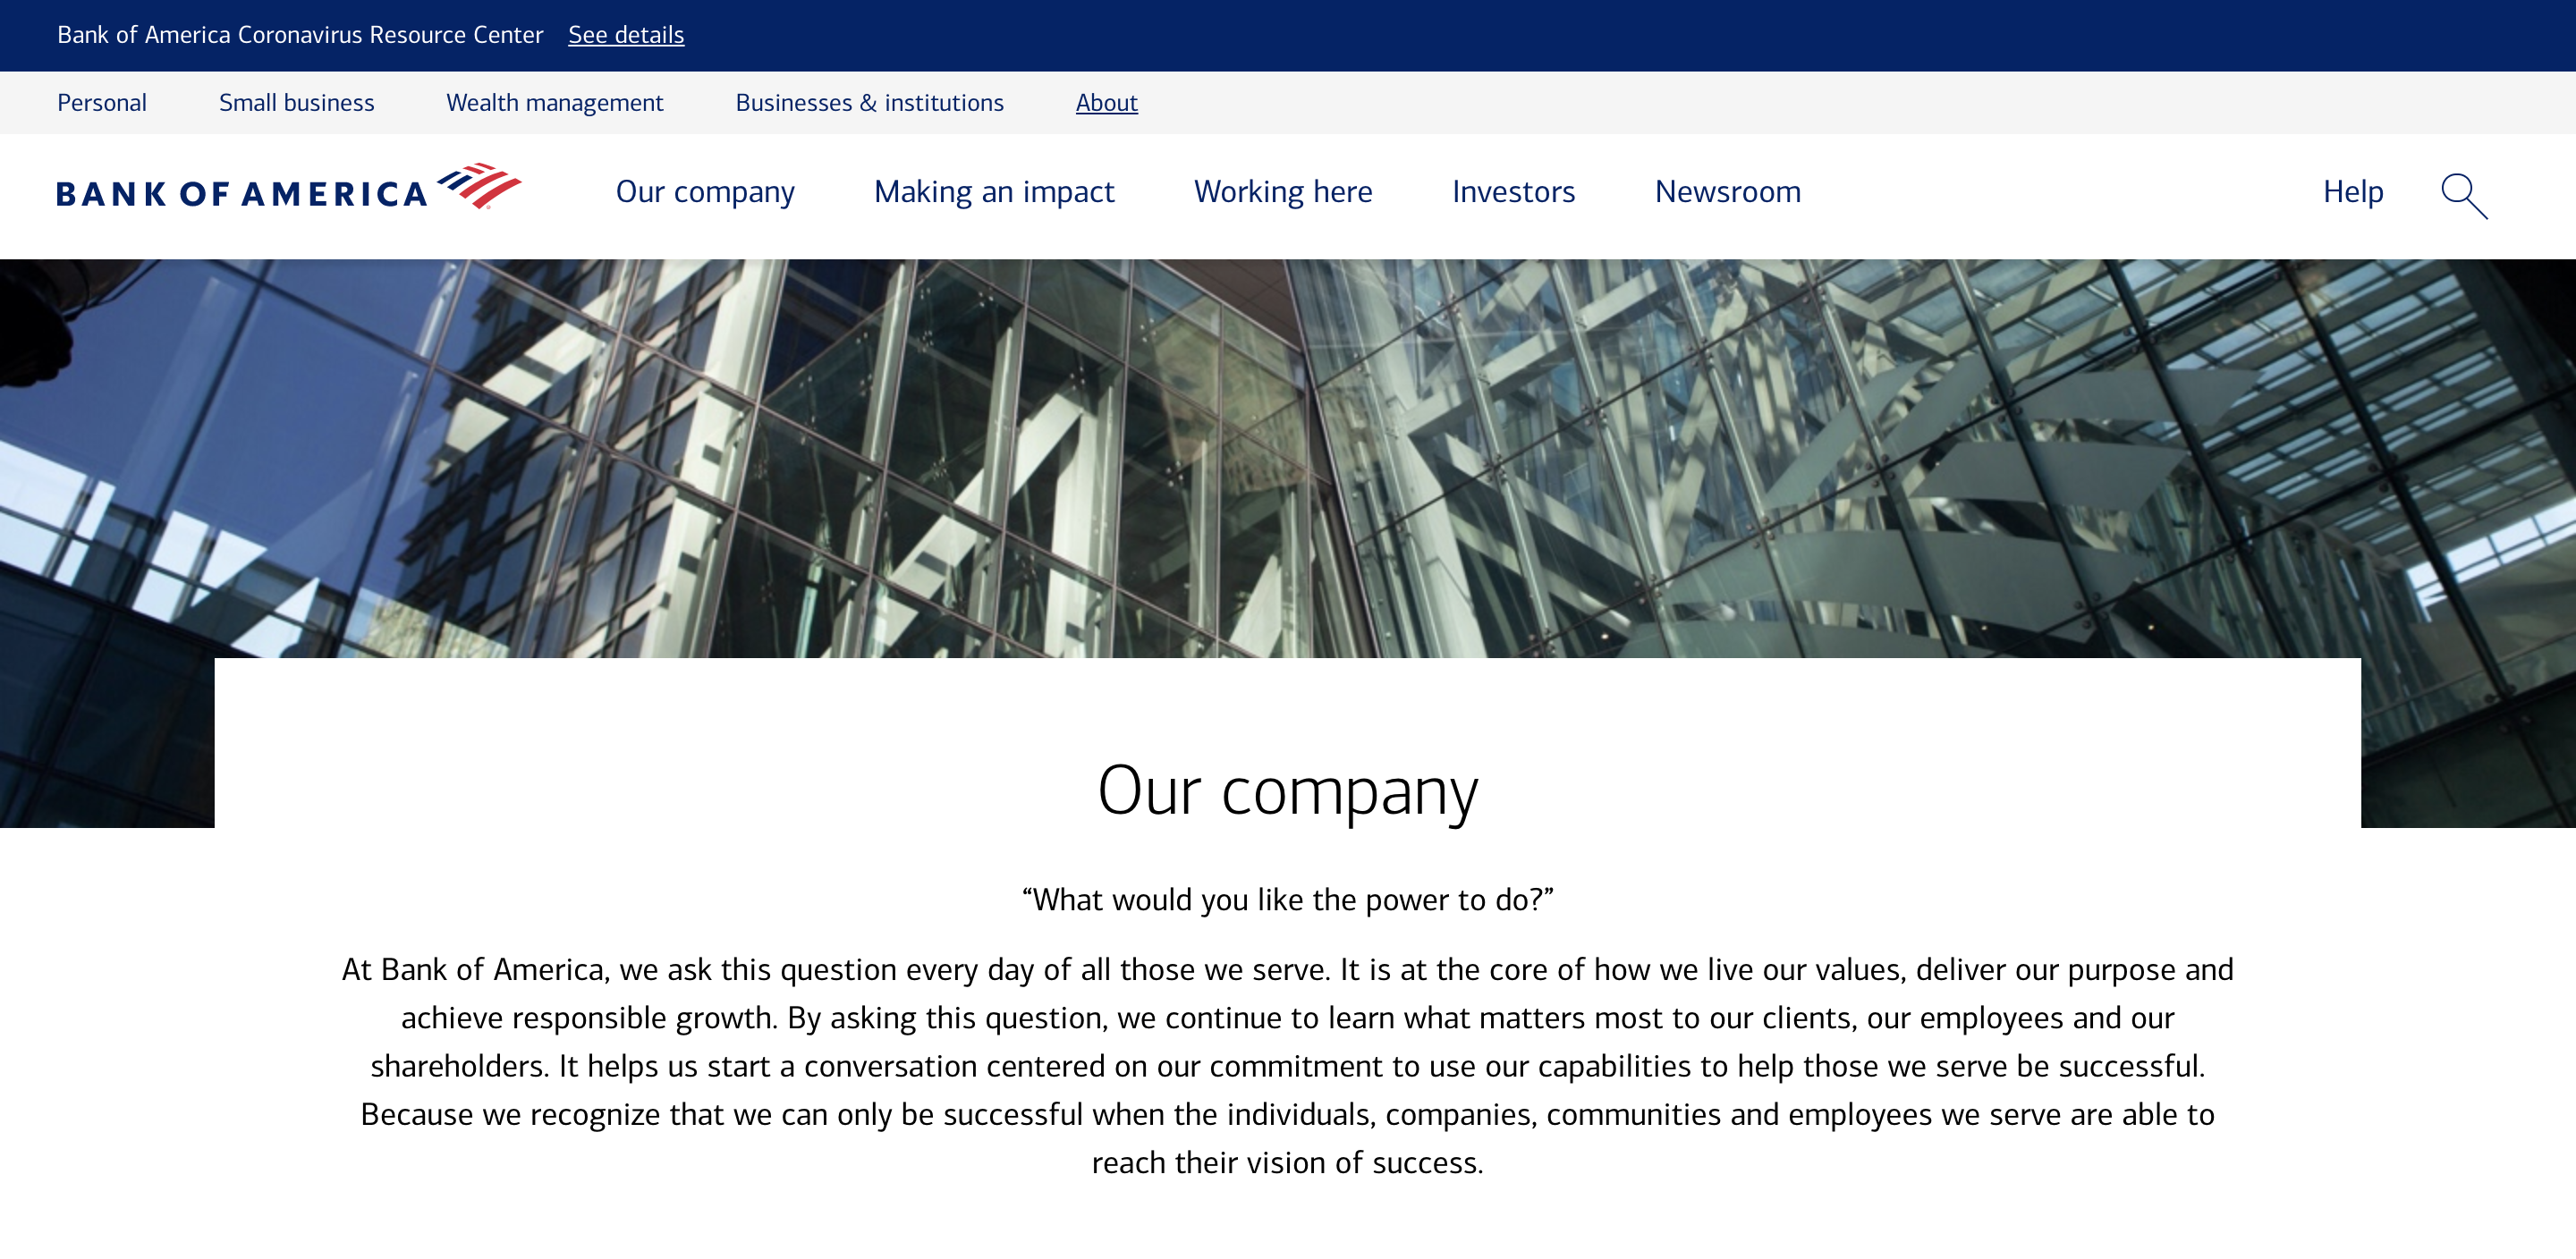 Bank of America Coronavirus Resource Center See details
Personal Small business Wealth management Businesses & institutions About
BANK OF AMERICA Our company Making an impact Working here Investors Newsroom Help
Our company
“What would you like the power to do?”
At Bank of America, we ask this question every day of all those we serve. It is at the core of how we live our values, deliver our purpose and
achieve responsible growth. By asking this question, we continue to learn what matters most to our clients, our employees and our
shareholders. It helps us start a conversation centered on our commitment to use our capabilities to help those we serve be successful.
Because we recognize that we can only be successful when the individuals, companies, communities and employees we serve are able to
reach their vision of success.